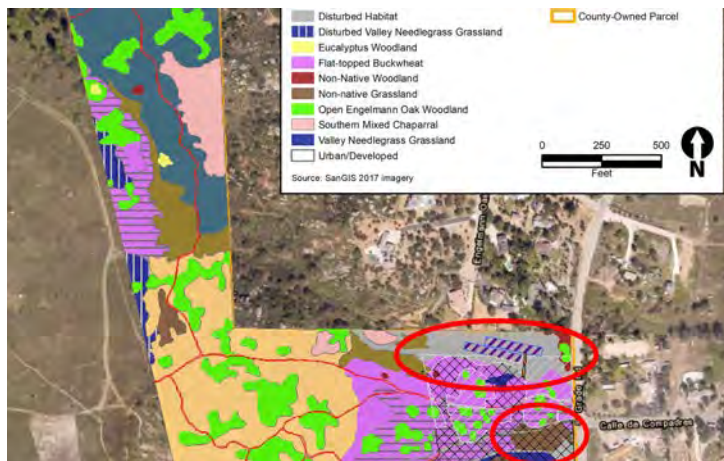 Disturbed Habitat
County-Owned Parcel
Disturbed Valley Needlegrass Grassland
Eucalyptus Woodland
Flat-topped Buckwheat
Non-Native Woodland
Non-native Grassland
Open Engelmann Oak Woodland
Southern Mixed Chaparral
Valley Needlegrass Grassland
Urban/Developed
0 250 500
Feet
N
Source: SanGIS 2017 imagery
Calle de Compadres